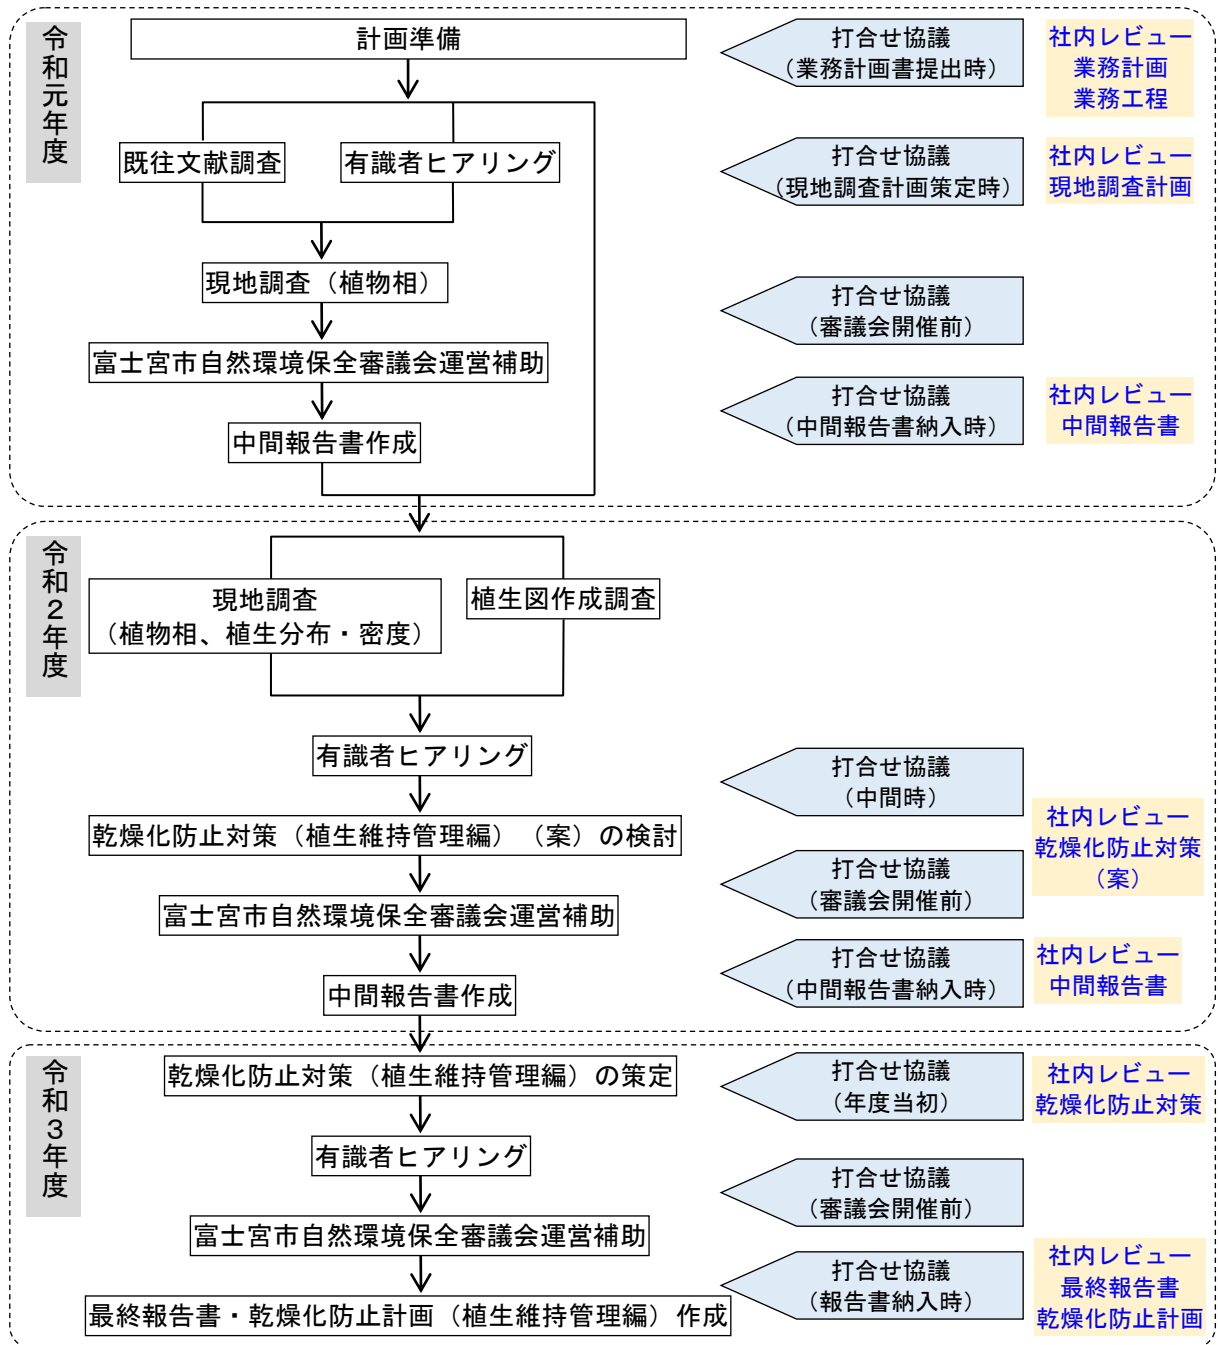 令和元年度
計画準備
打合せ協議
（業務計画書提出時）
社内レビュー
業務計画
業務工程
既往文献調査
有識者ヒアリング
打合せ協議
（現地調査計画策定時）
社内レビュー
現地調査計画
現地調査（植物相）
打合せ協議
（審議会開催前）
富士宮市自然環境保全審議会運営補助
中間報告書作成
打合せ協議
（中間報告書納入時）
社内レビュー
中間報告書
令和２年度
現地調査
（植物相、植生分布・密度）
植生図作成調査
有識者ヒアリング
打合せ協議
（中間時）
乾燥化防止対策（植生維持管理編）（案）の検討
社内レビュー
乾燥化防止対策
（案）
打合せ協議
（審議会開催前）
富士宮市自然環境保全審議会運営補助
中間報告書作成
打合せ協議
（中間報告書納入時）
社内レビュー
中間報告書
令和３年度
乾燥化防止対策（植生維持管理編）の策定
打合せ協議
（年度当初）
社内レビュー
乾燥化防止対策
有識者ヒアリング
打合せ協議
（審議会開催前）
富士宮市自然環境保全審議会運営補助
最終報告書・乾燥化防止計画（植生維持管理編）作成
打合せ協議
（報告書納入時）
社内レビュー
最終報告書
乾燥化防止計画